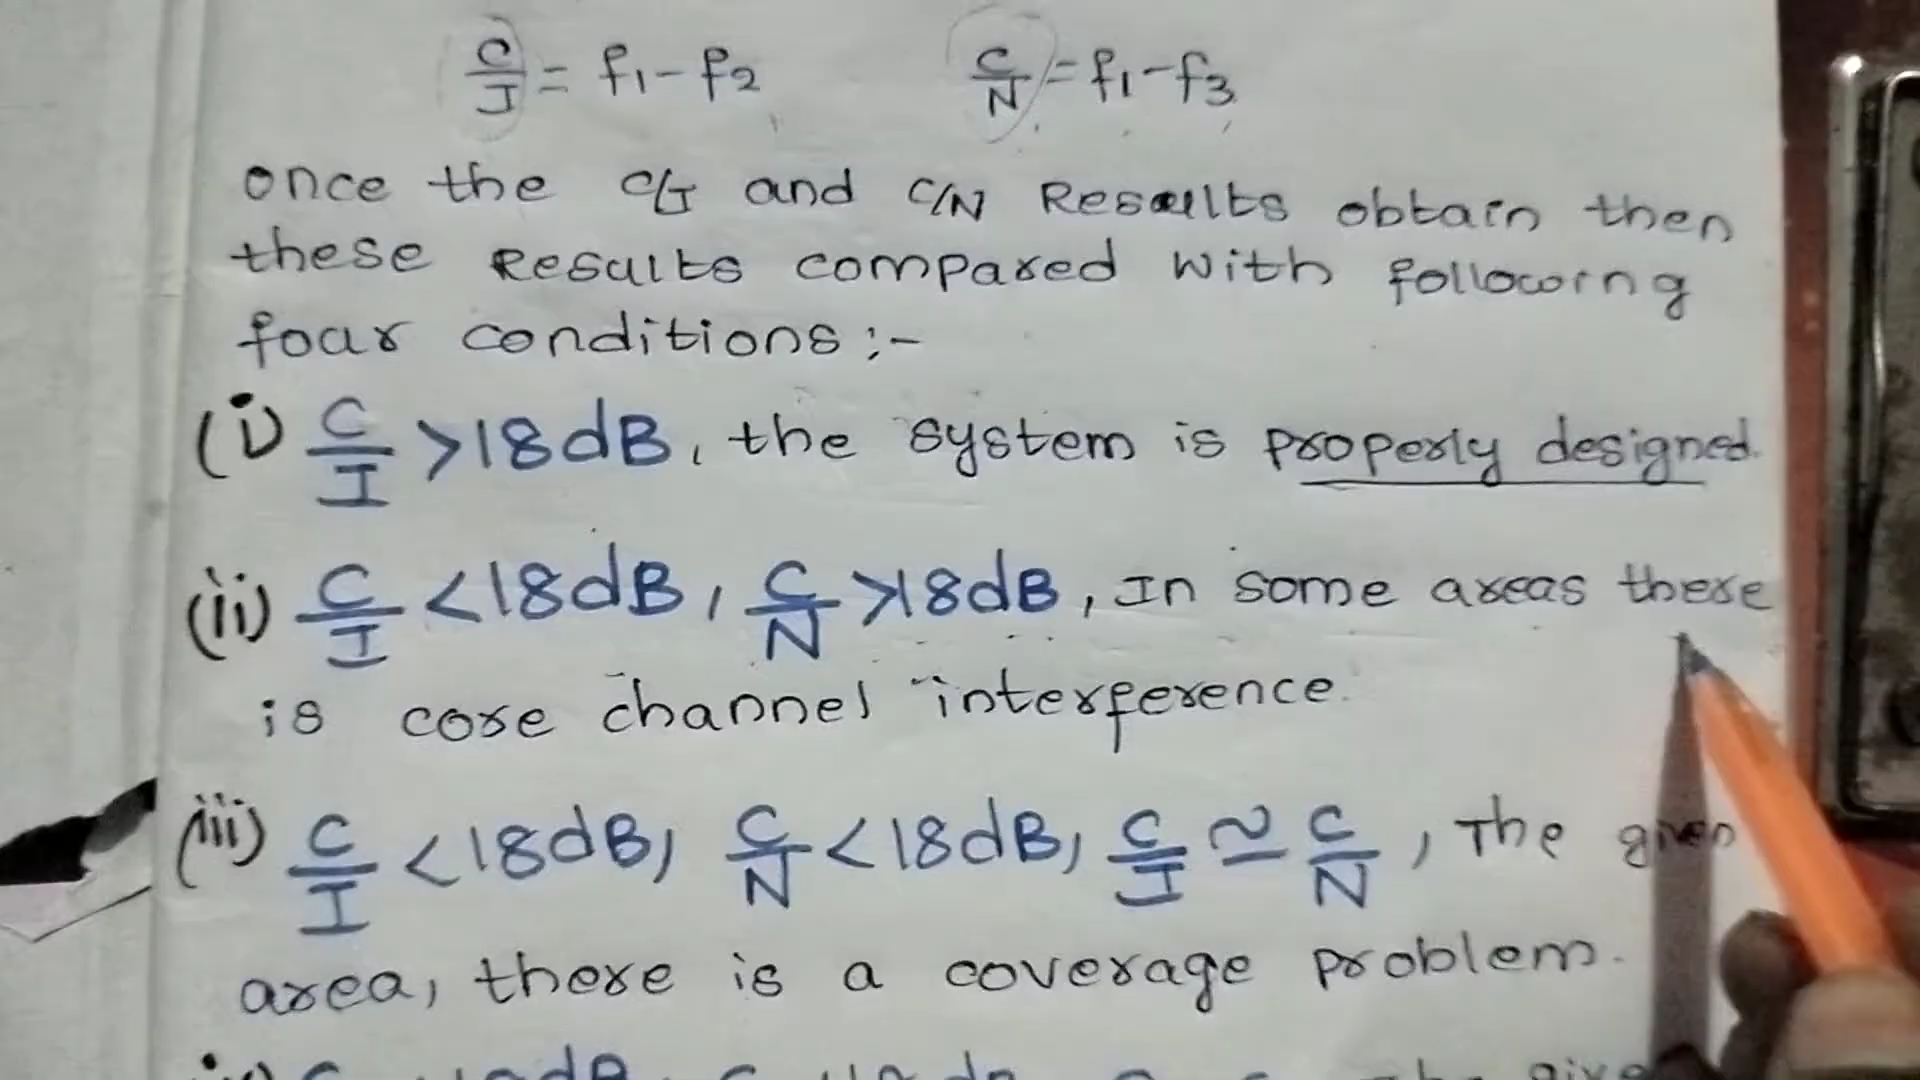 C/I = f1-f2 C/N = f1-f3
once the C/I and C/N Results obtain then
these Results compared with following
four conditions :-
(i) C/I >18dB, the system is properly designed.
(ii) C/I <18dB, C/N >18dB, In some areas there
is core channel interference.
(iii) C/I <18dB, C/N <18dB, C/I ≃ C/N, The given
area, there is a coverage problem.